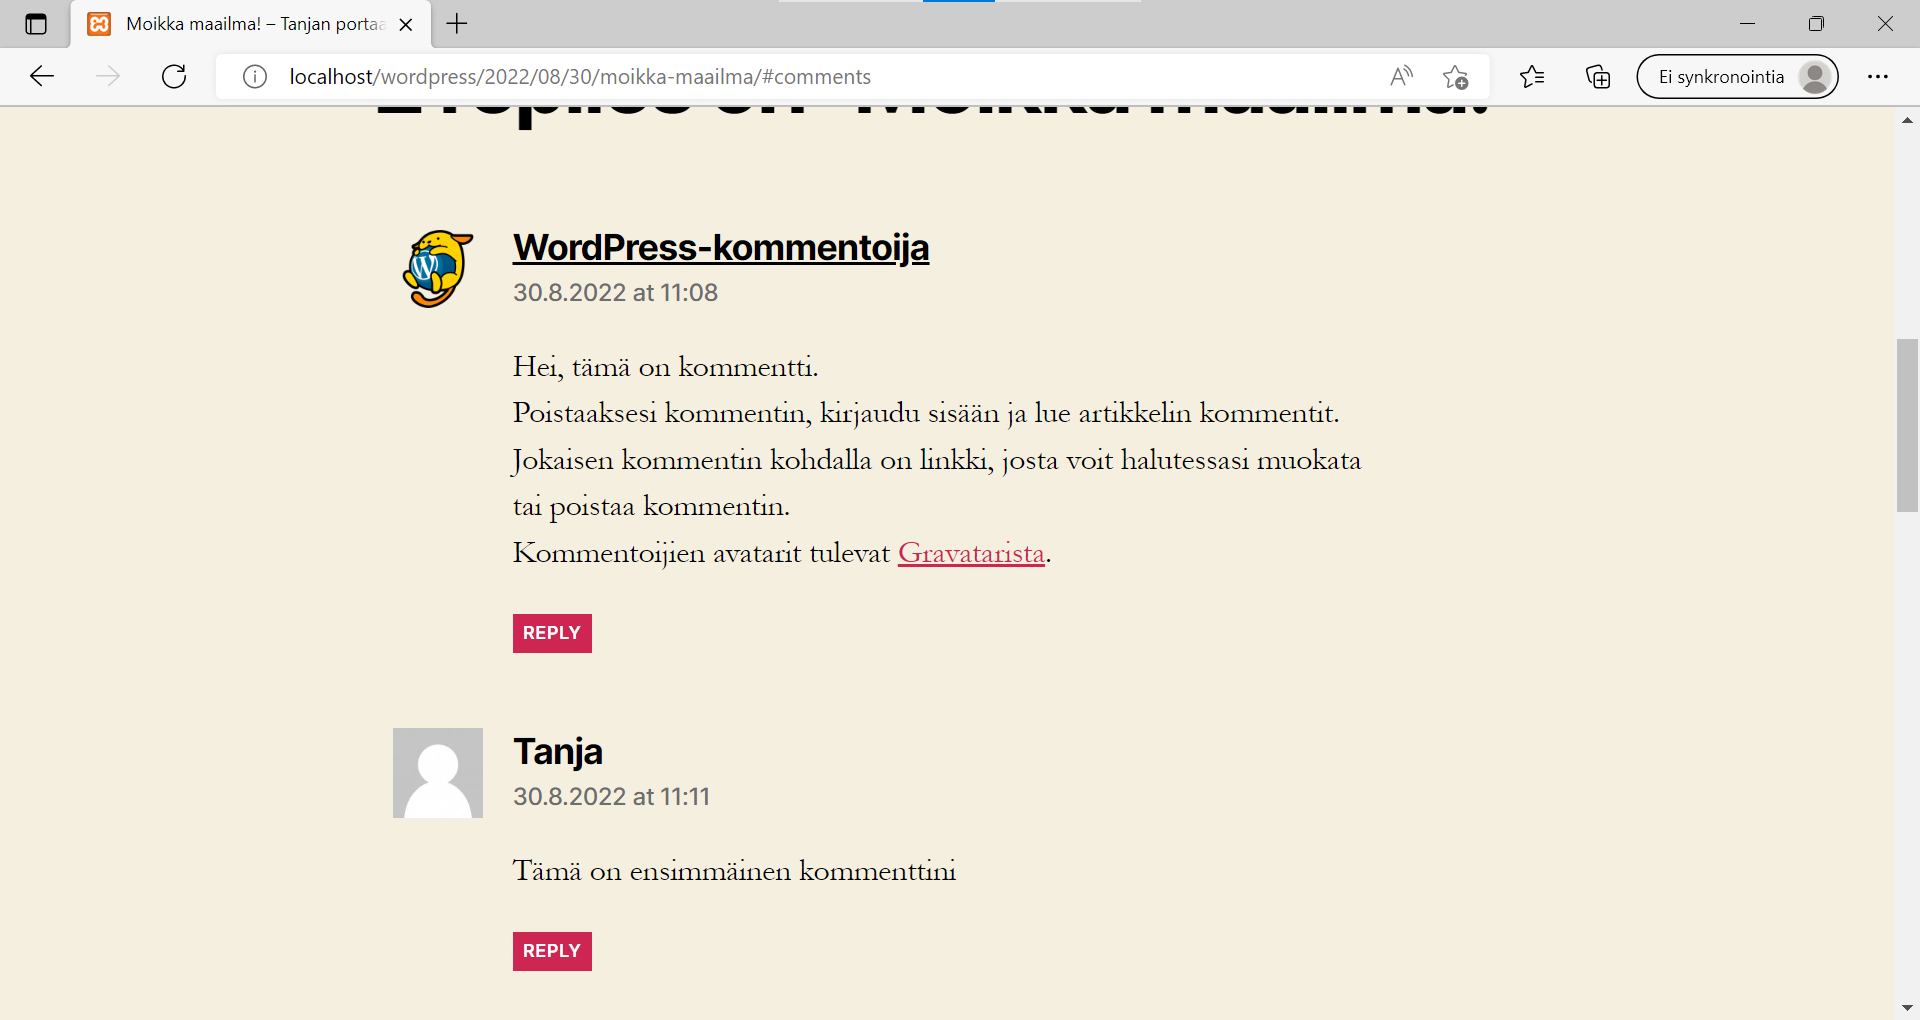 Moikka maailma! – Tanjan portaa
localhost/wordpress/2022/08/30/moikka-maailma/#comments
Ei synkronointia
WordPress-kommentoija
30.8.2022 at 11:08
Hei, tämä on kommentti.
Poistaaksesi kommentin, kirjaudu sisään ja lue artikkelin kommentit.
Jokaisen kommentin kohdalla on linkki, josta voit halutessasi muokata
tai poistaa kommentin.
Kommentoijien avatarit tulevat Gravatarista.
REPLY
Tanja
30.8.2022 at 11:11
Tämä on ensimmäinen kommenttini
REPLY